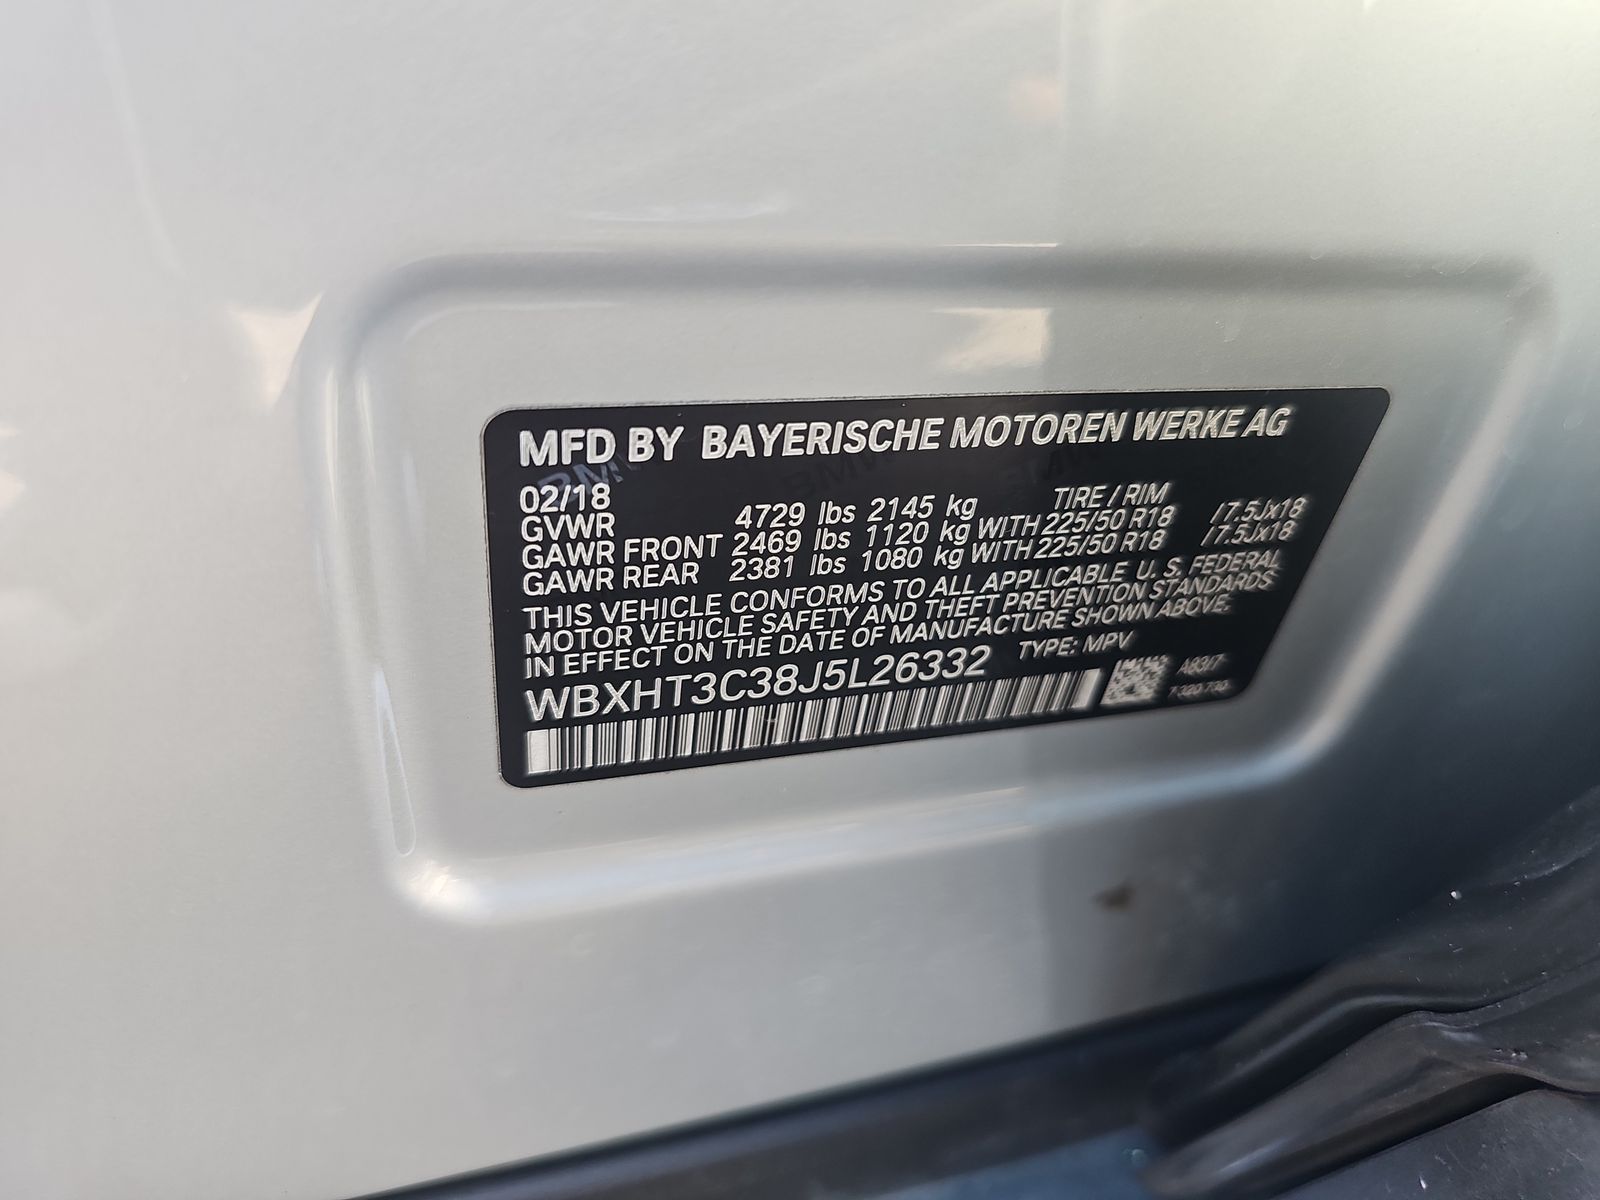 MFD BY BAYERISCHE MOTOREN WERKE AG
02/18 TIRE / RIM
GVWR 4729 lbs 2145 kg
GAWR FRONT 2469 lbs 1120 kg WITH 225/50 R18 /7.5Jx18
GAWR REAR 2381 lbs 1080 kg WITH 225/50 R18 /7.5Jx18
THIS VEHICLE CONFORMS TO ALL APPLICABLE U. S. FEDERAL
MOTOR VEHICLE SAFETY AND THEFT PREVENTION STANDARDS
IN EFFECT ON THE DATE OF MANUFACTURE SHOWN ABOVE.
WBXHT3C38J5L26332 TYPE: MPV